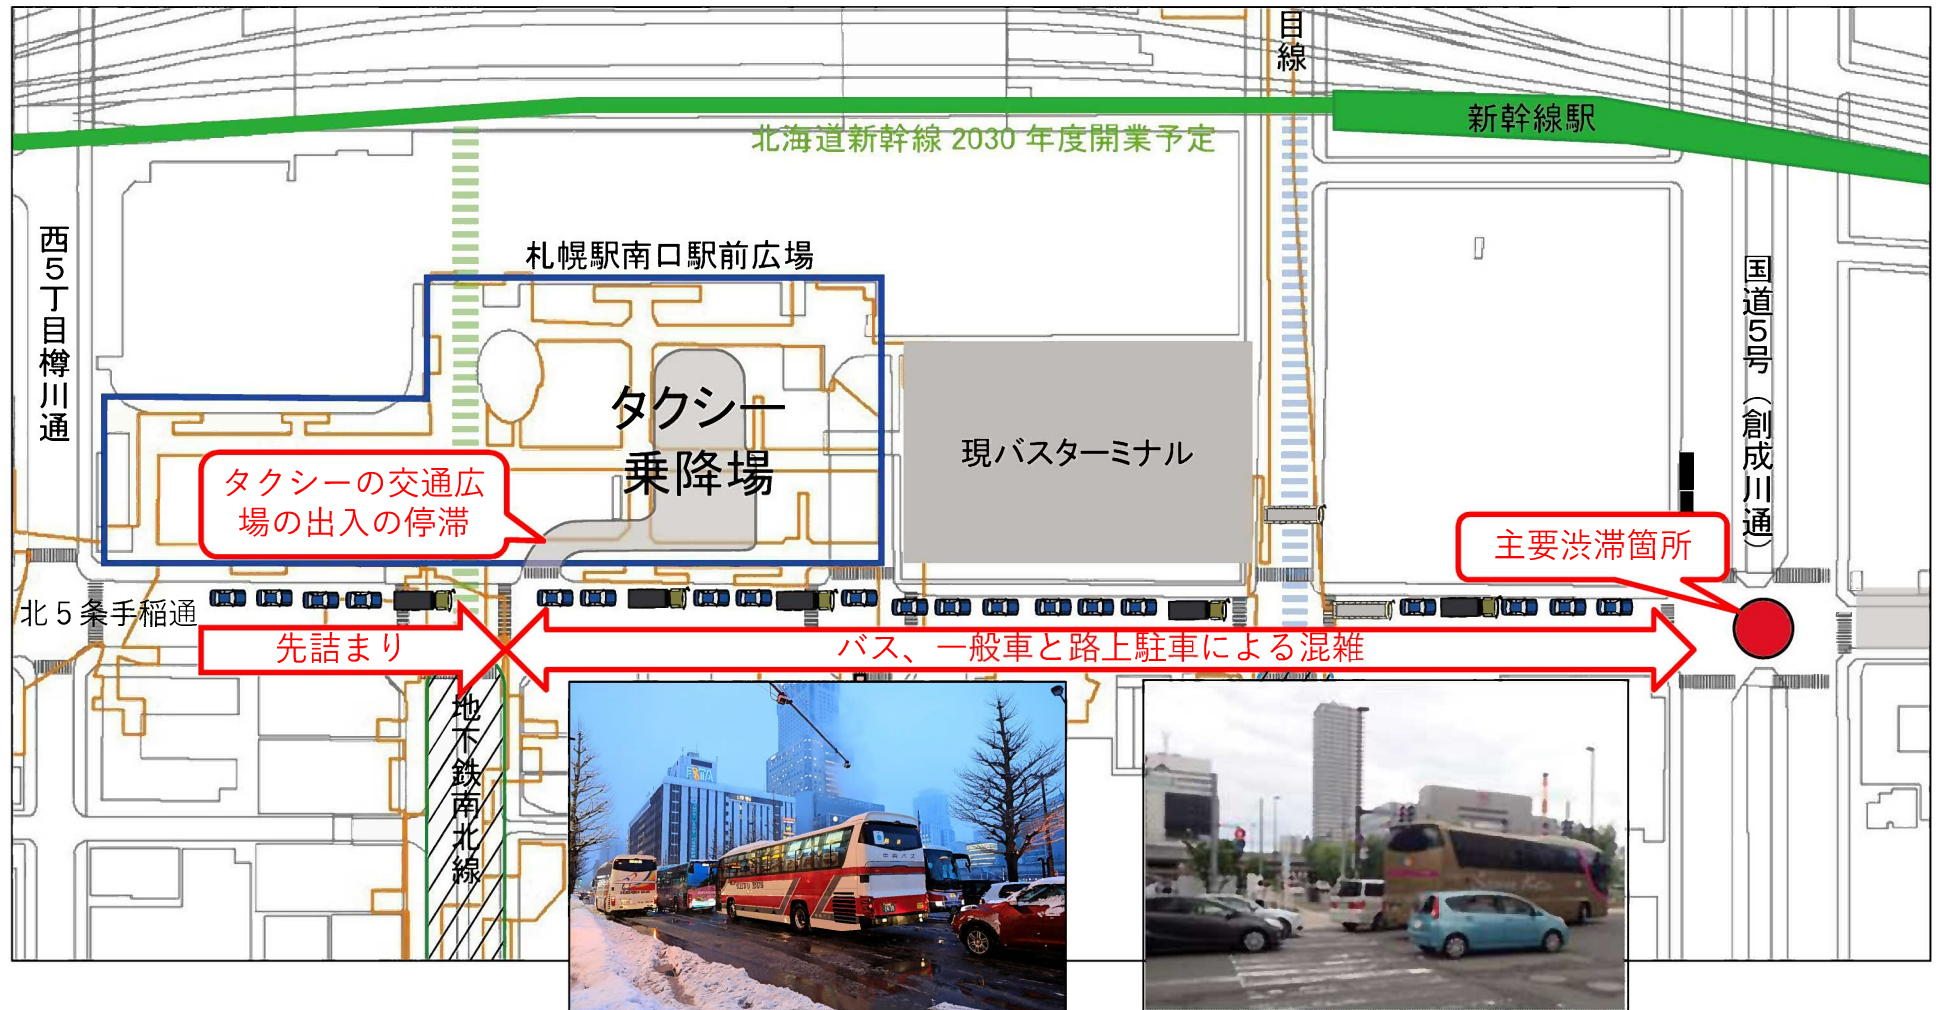 目線
新幹線駅
北海道新幹線 2030 年度開業予定
西5丁目樽川通
札幌駅南口駅前広場
国道5号（創成川通）
タクシー
乗降場
現バスターミナル
タクシーの交通広
場の出入の停滞
主要渋滞箇所
北5条手稲通
先詰まり
バス、一般車と路上駐車による混雑
地下鉄南北線